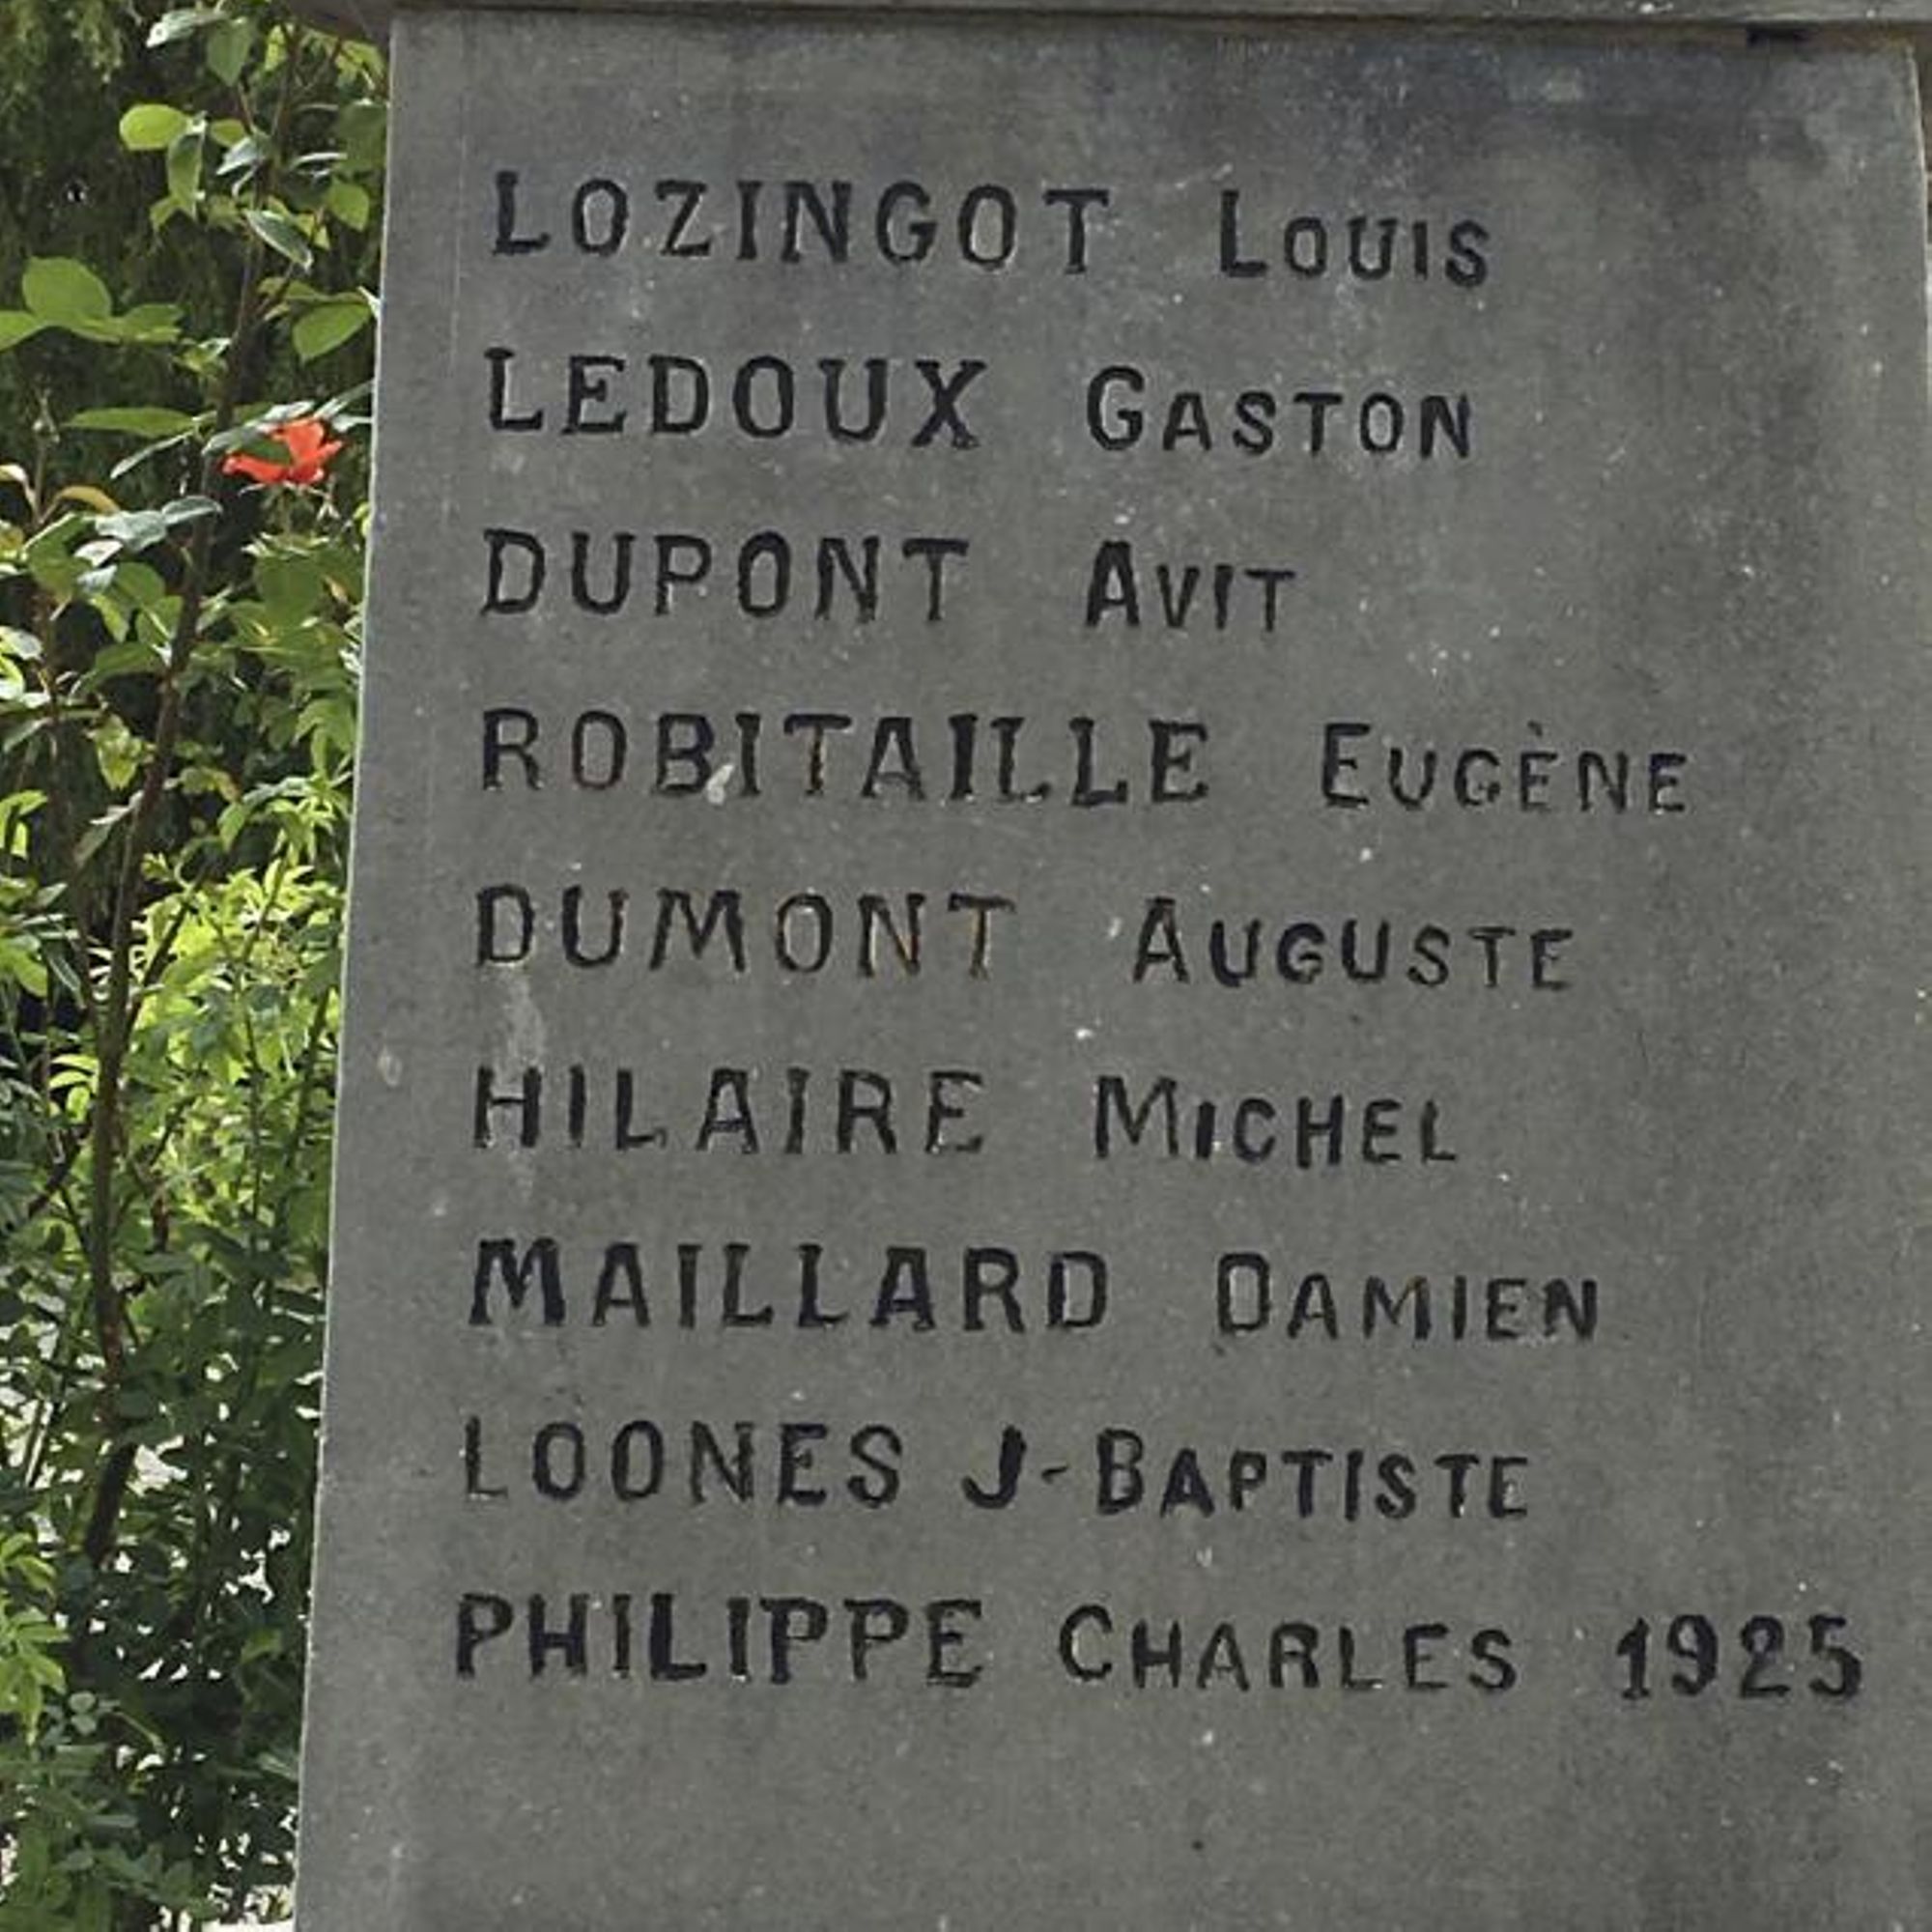 LOZINGOT LOUIS
LEDOUX GASTON
DUPONT AVIT
ROBITAILLE EUGÈNE
DUMONT AUGUSTE
HILAIRE MICHEL
MAILLARD DAMIEN
LOONES J-BAPTISTE
PHILIPPE CHARLES 1925